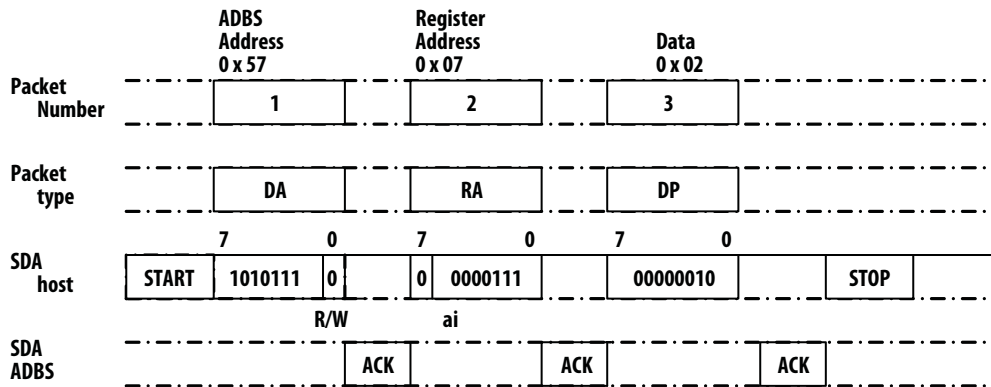 ADBS
Address
0 x 57
Register
Address
0 x 07
Data
0 x 02
Packet
Number
1
2
3
Packet
type
DA
RA
DP
7 0 7 0 7 0
SDA
host
START 1010111 0 0 0000111 00000010 STOP
R/W ai
SDA
ADBS
ACK ACK ACK